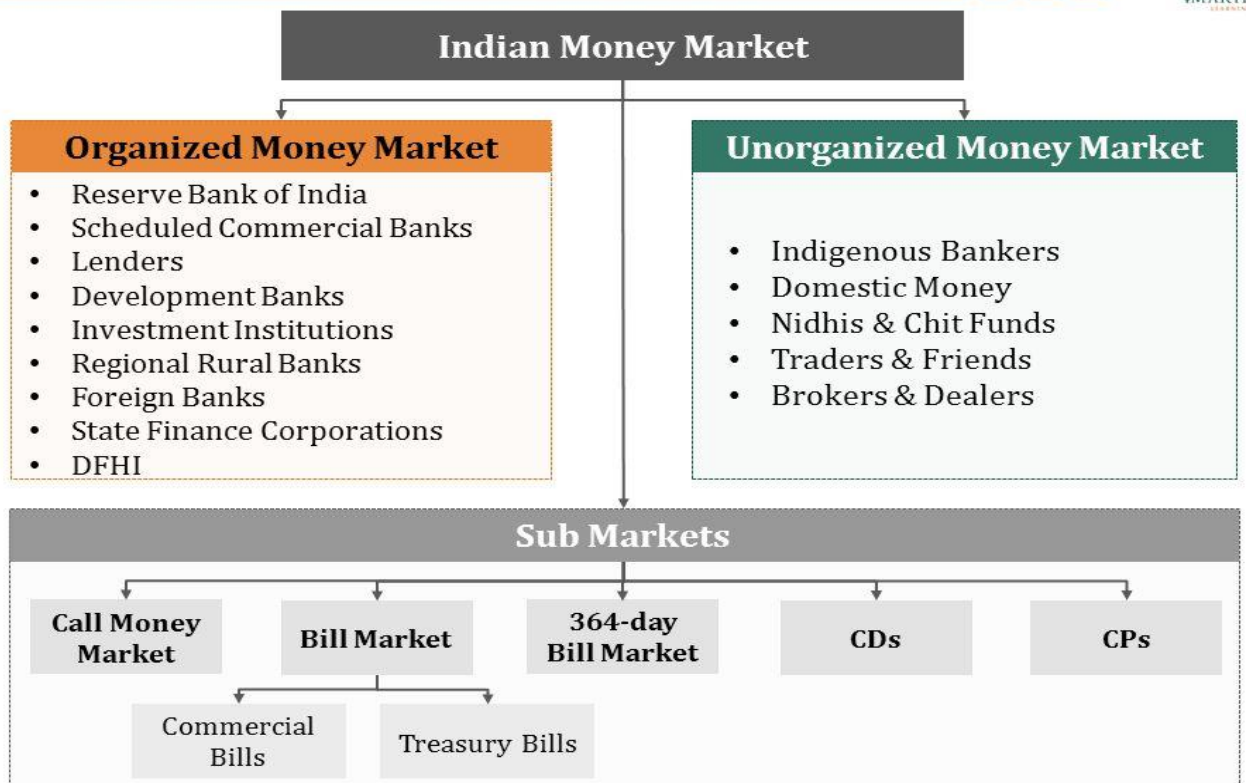 Indian Money Market
Organized Money Market
• Reserve Bank of India
• Scheduled Commercial Banks
• Lenders
• Development Banks
• Investment Institutions
• Regional Rural Banks
• Foreign Banks
• State Finance Corporations
• DFHI
Unorganized Money Market
• Indigenous Bankers
• Domestic Money
• Nidhis & Chit Funds
• Traders & Friends
• Brokers & Dealers
Sub Markets
Call Money
Market
Bill Market
364-day
Bill Market
CDs
CPs
Commercial
Bills
Treasury Bills